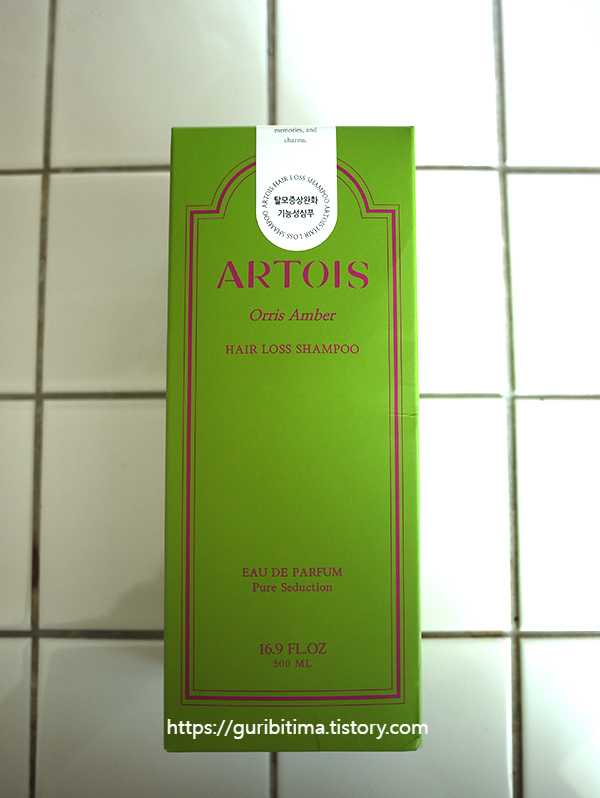 memories, and
charms.
ARTOIS HAIR LOSS SHAMPOO ARTOIS HAIR LOSS SHAMPOO
탈모증상완화
기능성샴푸
ARTOIS
Orris Amber
HAIR LOSS SHAMPOO
EAU DE PARFUM
Pure Seduction
16.9 FL.OZ
500 ML
https://guribitima.tistory.com